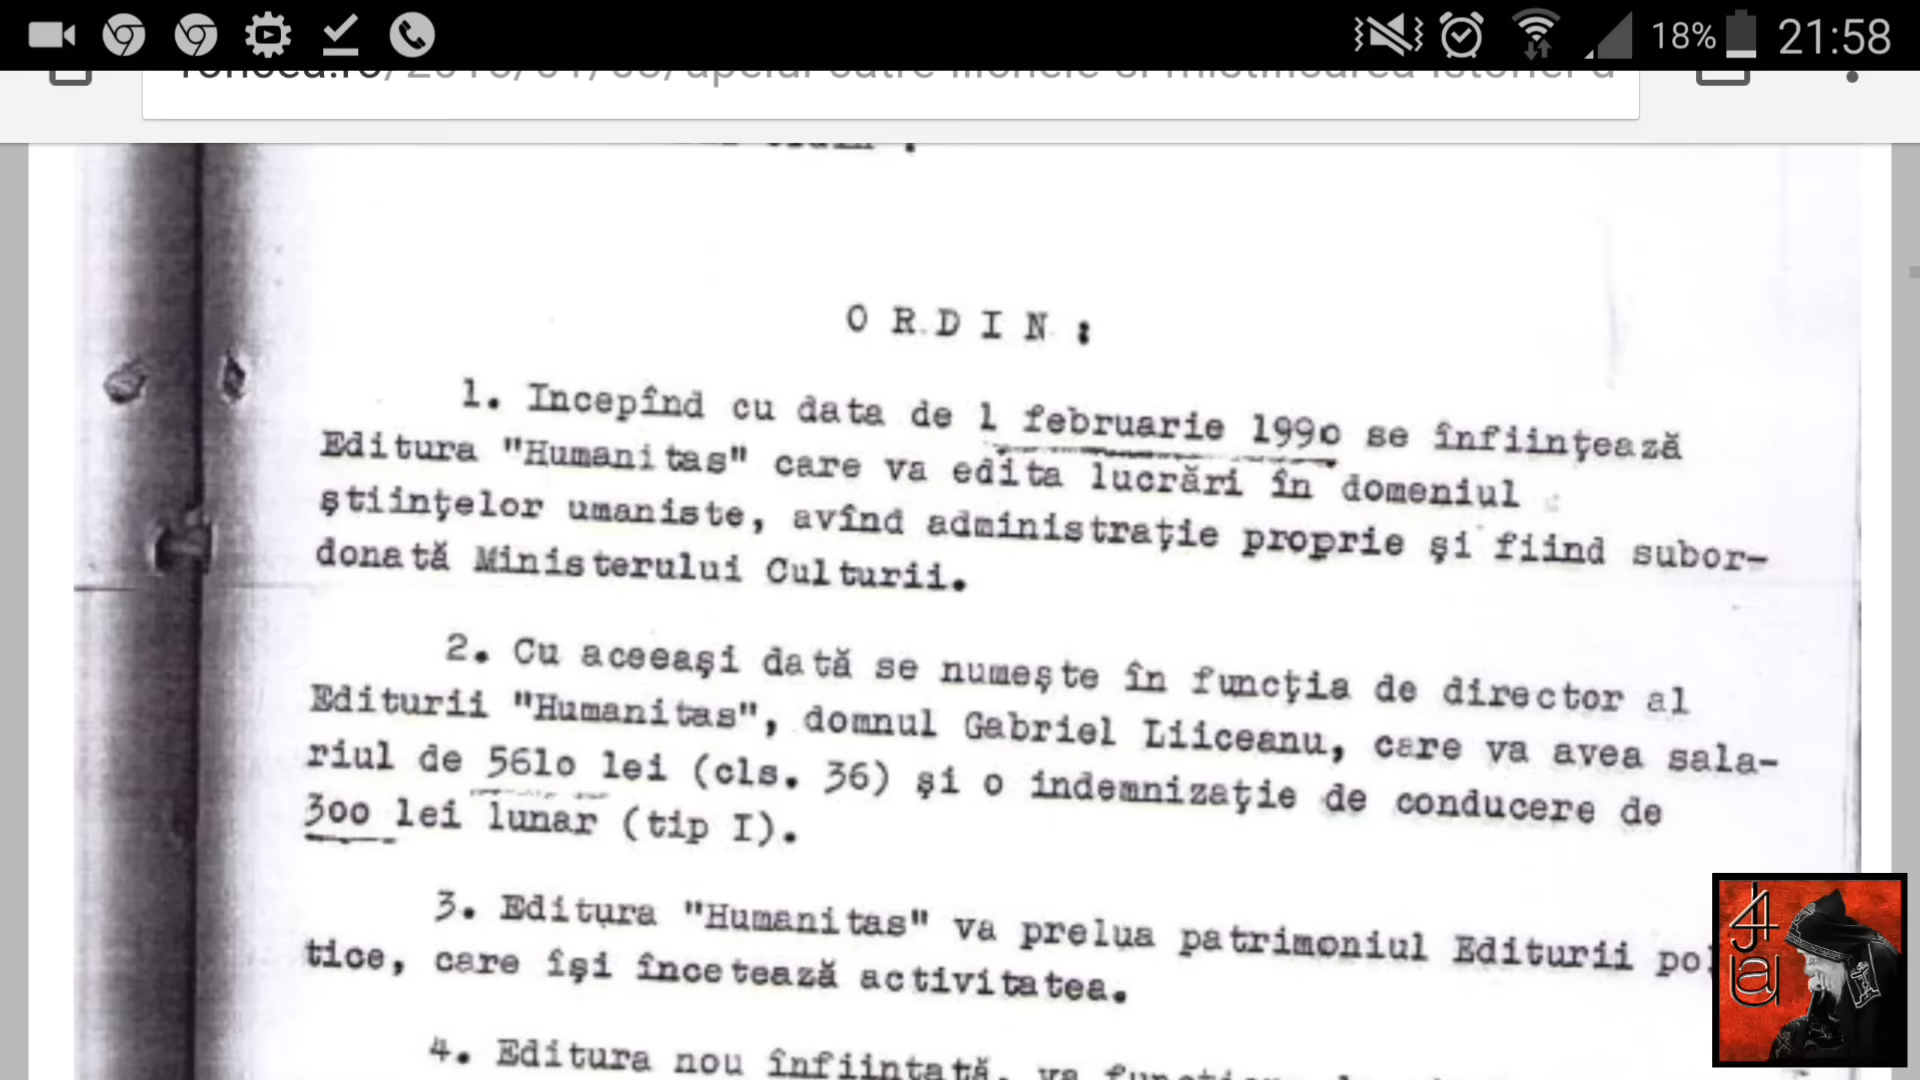 18% 21:58
O R D I N :
1. Incepînd cu data de 1 februarie 1990 se înființează
Editura "Humanitas" care va edita lucrări în domeniul
științelor umaniste, avînd administrație proprie și fiind subor-
donată Ministerului Culturii.
2. Cu aceeași dată se numește în funcția de director al
Editurii "Humanitas", domnul Gabriel Liiceanu, care va avea sala-
riul de 5610 lei (cls. 36) și o indemnizație de conducere de
300 lei lunar (tip I).
3. Editura "Humanitas" va prelua patrimoniul Editurii pol
tice, care își încetează activitatea.
4. Editura nou înființată, va